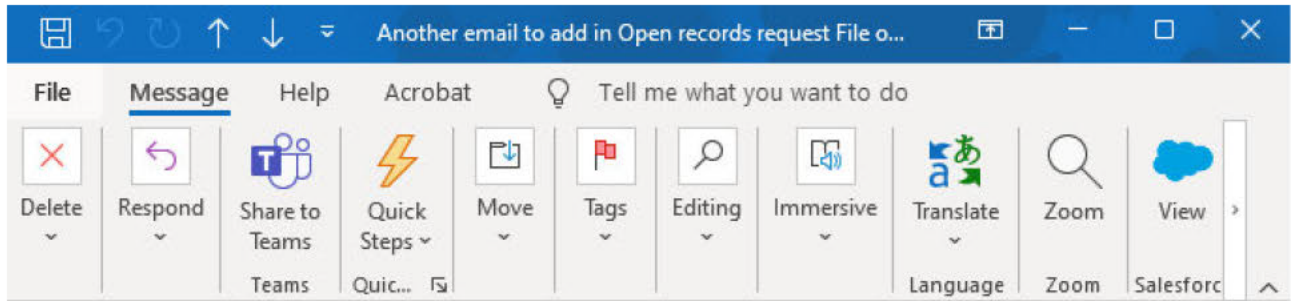 Another email to add in Open records request File o...
File Message Help Acrobat Tell me what you want to do
Delete Respond Share to Teams Quick Steps Move Tags Editing Immersive Translate Zoom View
Teams Quic... Language Zoom Salesforc